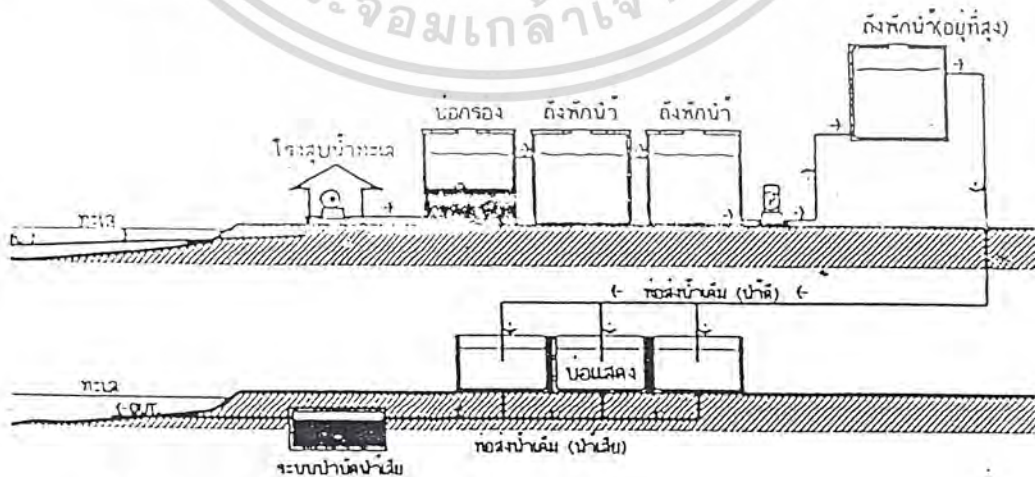 ถังพักน้ำ(อยู่ที่สูง)
บ่อกรอง
ถังพักน้ำ
ถังพักน้ำ
โรงสูบน้ำทะเล
ทะเล
ท่อส่งน้ำเค็ม (น้ำดี)
บ่อแสดง
ทะเล
OUT
ท่อส่งน้ำเค็ม (น้ำเสีย)
ระบบบำบัดน้ำเสีย